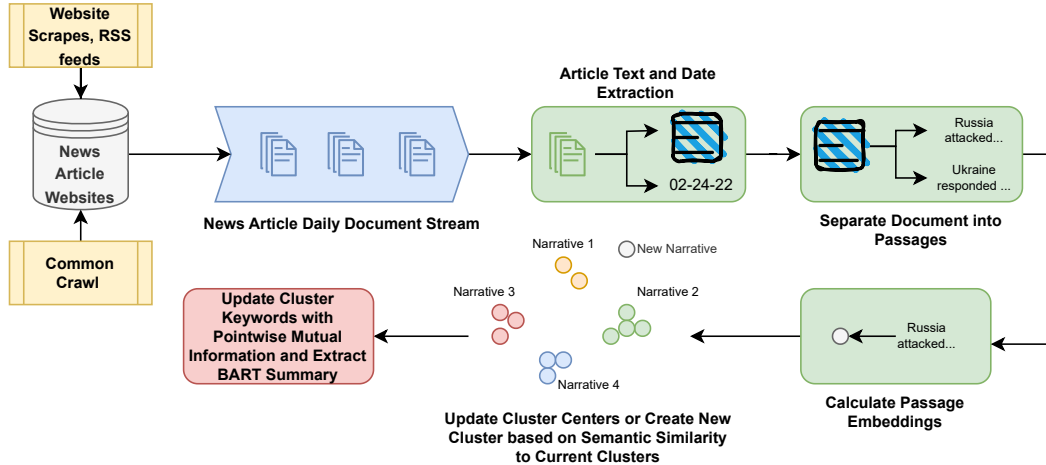 Website
Scrapes, RSS
feeds
News
Article
Websites
Common
Crawl
News Article Daily Document Stream
Article Text and Date
Extraction
02-24-22
Russia
attacked...
Ukraine
responded ...
Separate Document into
Passages
Russia
attacked...
Calculate Passage
Embeddings
Narrative 1
New Narrative
Narrative 3
Narrative 2
Narrative 4
Update Cluster Centers or Create New
Cluster based on Semantic Similarity
to Current Clusters
Update Cluster
Keywords with
Pointwise Mutual
Information and Extract
BART Summary